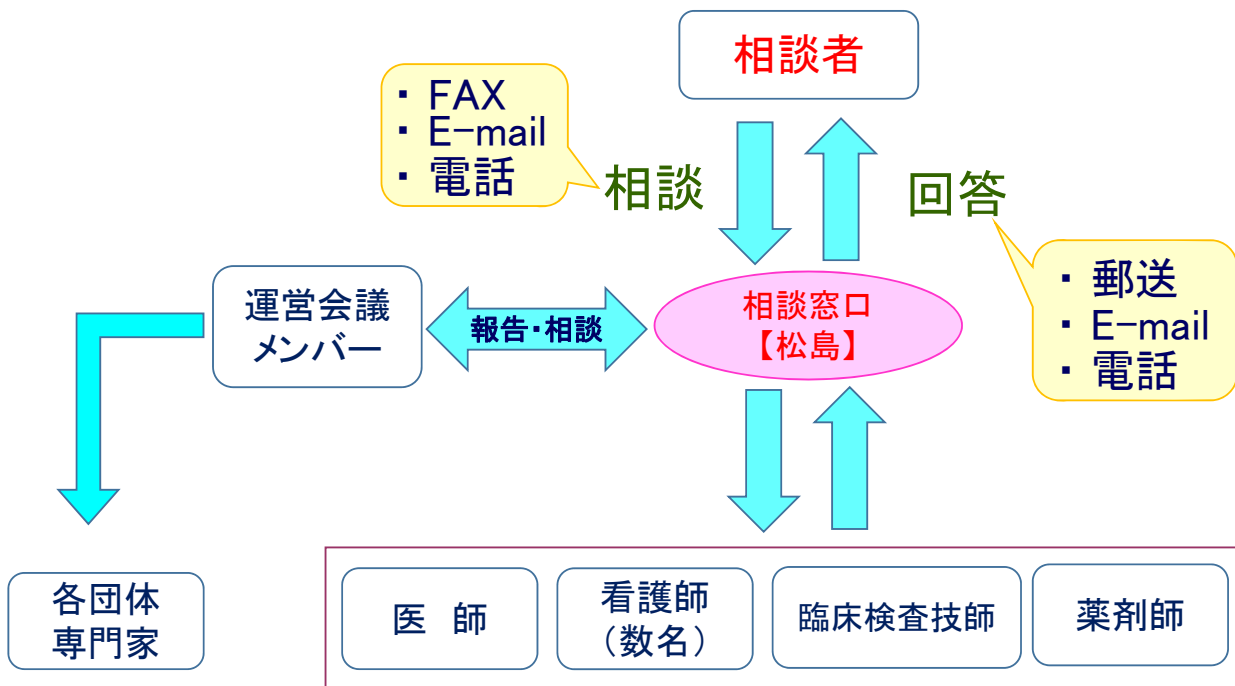 相談者
・ FAX
・ E-mail
・ 電話
相談
回答
・ 郵送
・ E-mail
・ 電話
運営会議
メンバー
報告・相談
相談窓口
【松島】
各団体
専門家
医 師
看護師
（数名）
臨床検査技師
薬剤師